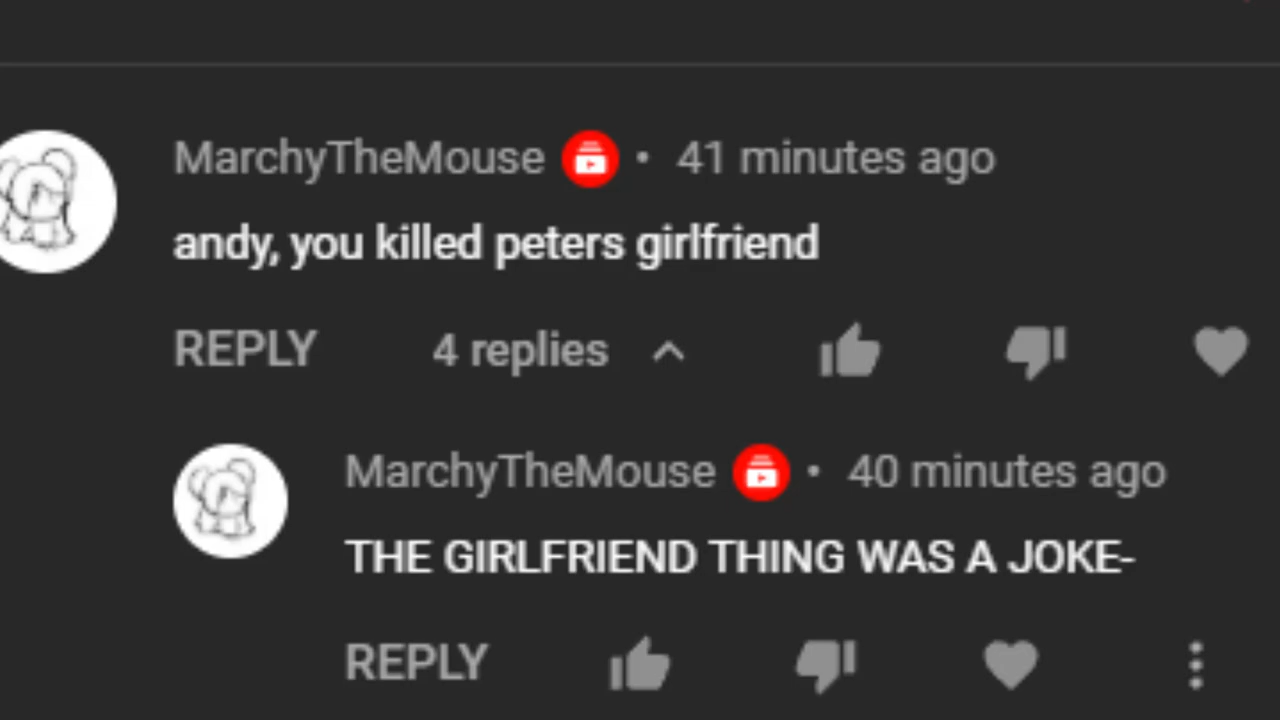 MarchyTheMouse • 41 minutes ago
andy, you killed peters girlfriend
REPLY 4 replies
MarchyTheMouse • 40 minutes ago
THE GIRLFRIEND THING WAS A JOKE-
REPLY